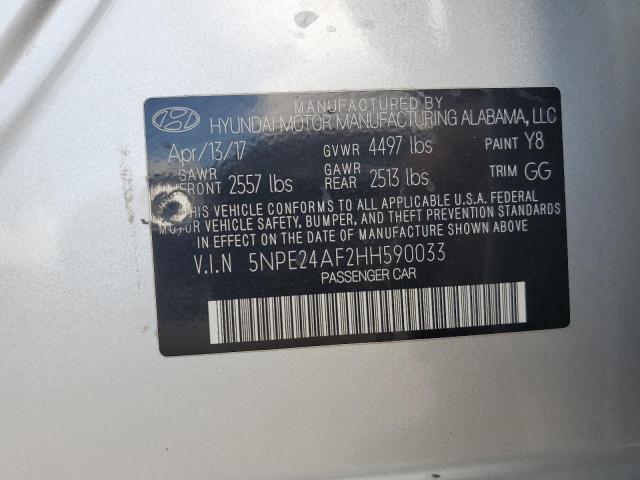 MANUFACTURED BY
HYUNDAI MOTOR MANUFACTURING ALABAMA, LLC
Apr/13/17 GVWR 4497 lbs PAINT Y8
GAWR FRONT 2557 lbs GAWR REAR 2513 lbs TRIM GG
THIS VEHICLE CONFORMS TO ALL APPLICABLE U.S.A. FEDERAL
MOTOR VEHICLE SAFETY, BUMPER, AND THEFT PREVENTION STANDARDS
IN EFFECT ON THE DATE OF MANUFACTURE SHOWN ABOVE.
V.I.N 5NPE24AF2HH590033
PASSENGER CAR